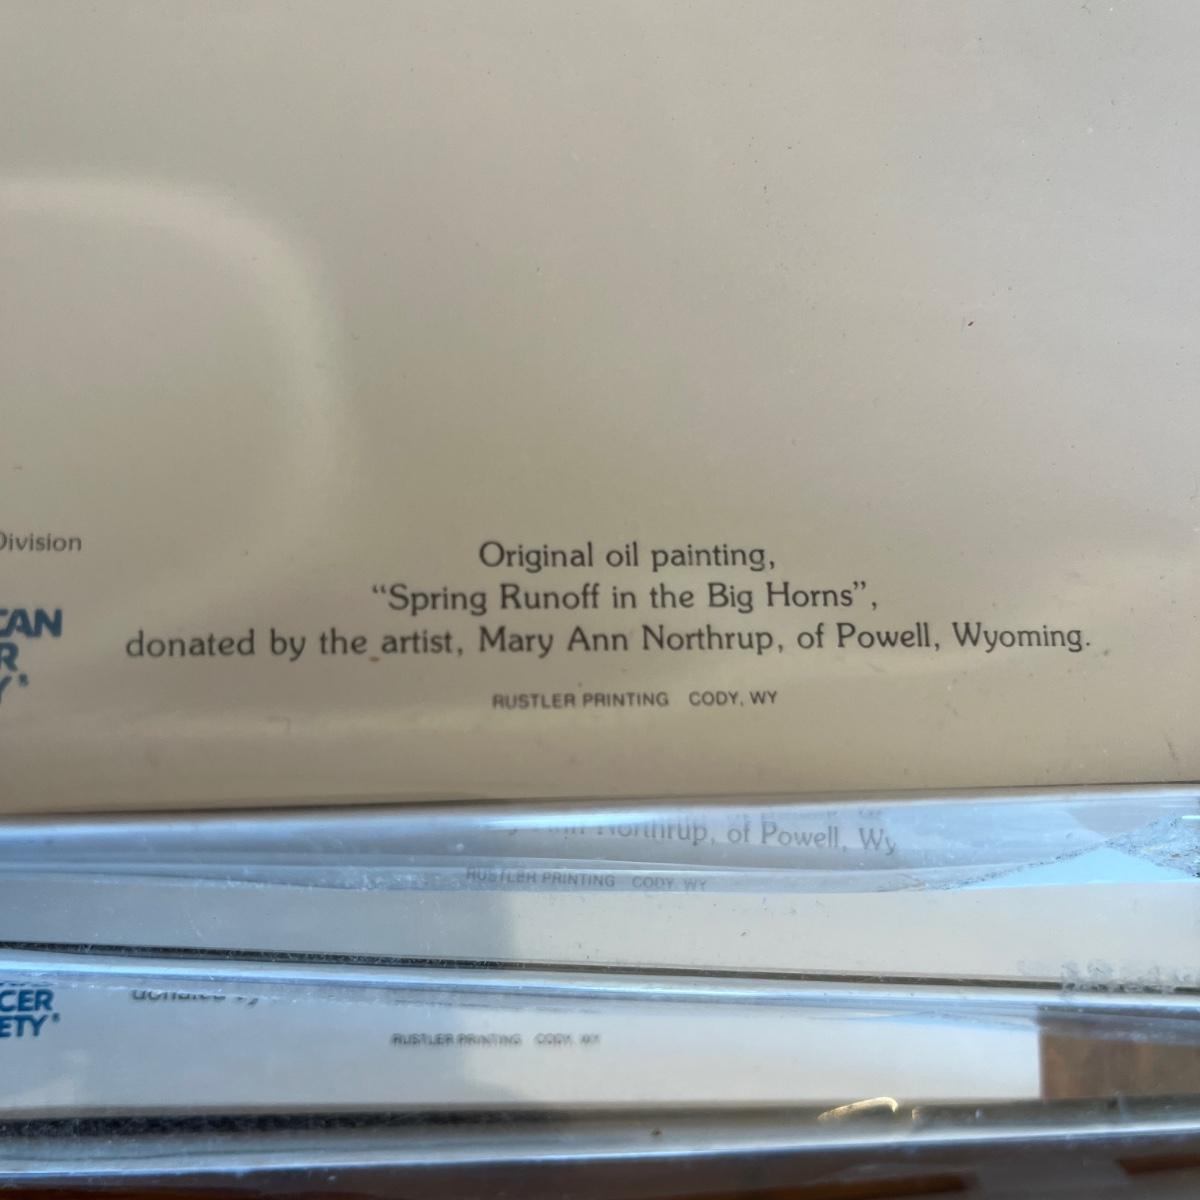 Division
CAN
R
Y®
Original oil painting,
“Spring Runoff in the Big Horns”,
donated by the artist, Mary Ann Northrup, of Powell, Wyoming.
RUSTLER PRINTING CODY, WY
Northrup, of Powell, Wy
RUSTLER PRINTING CODY WY
CER
ETY®
donated by
RUSTLER PRINTING CODY, WY